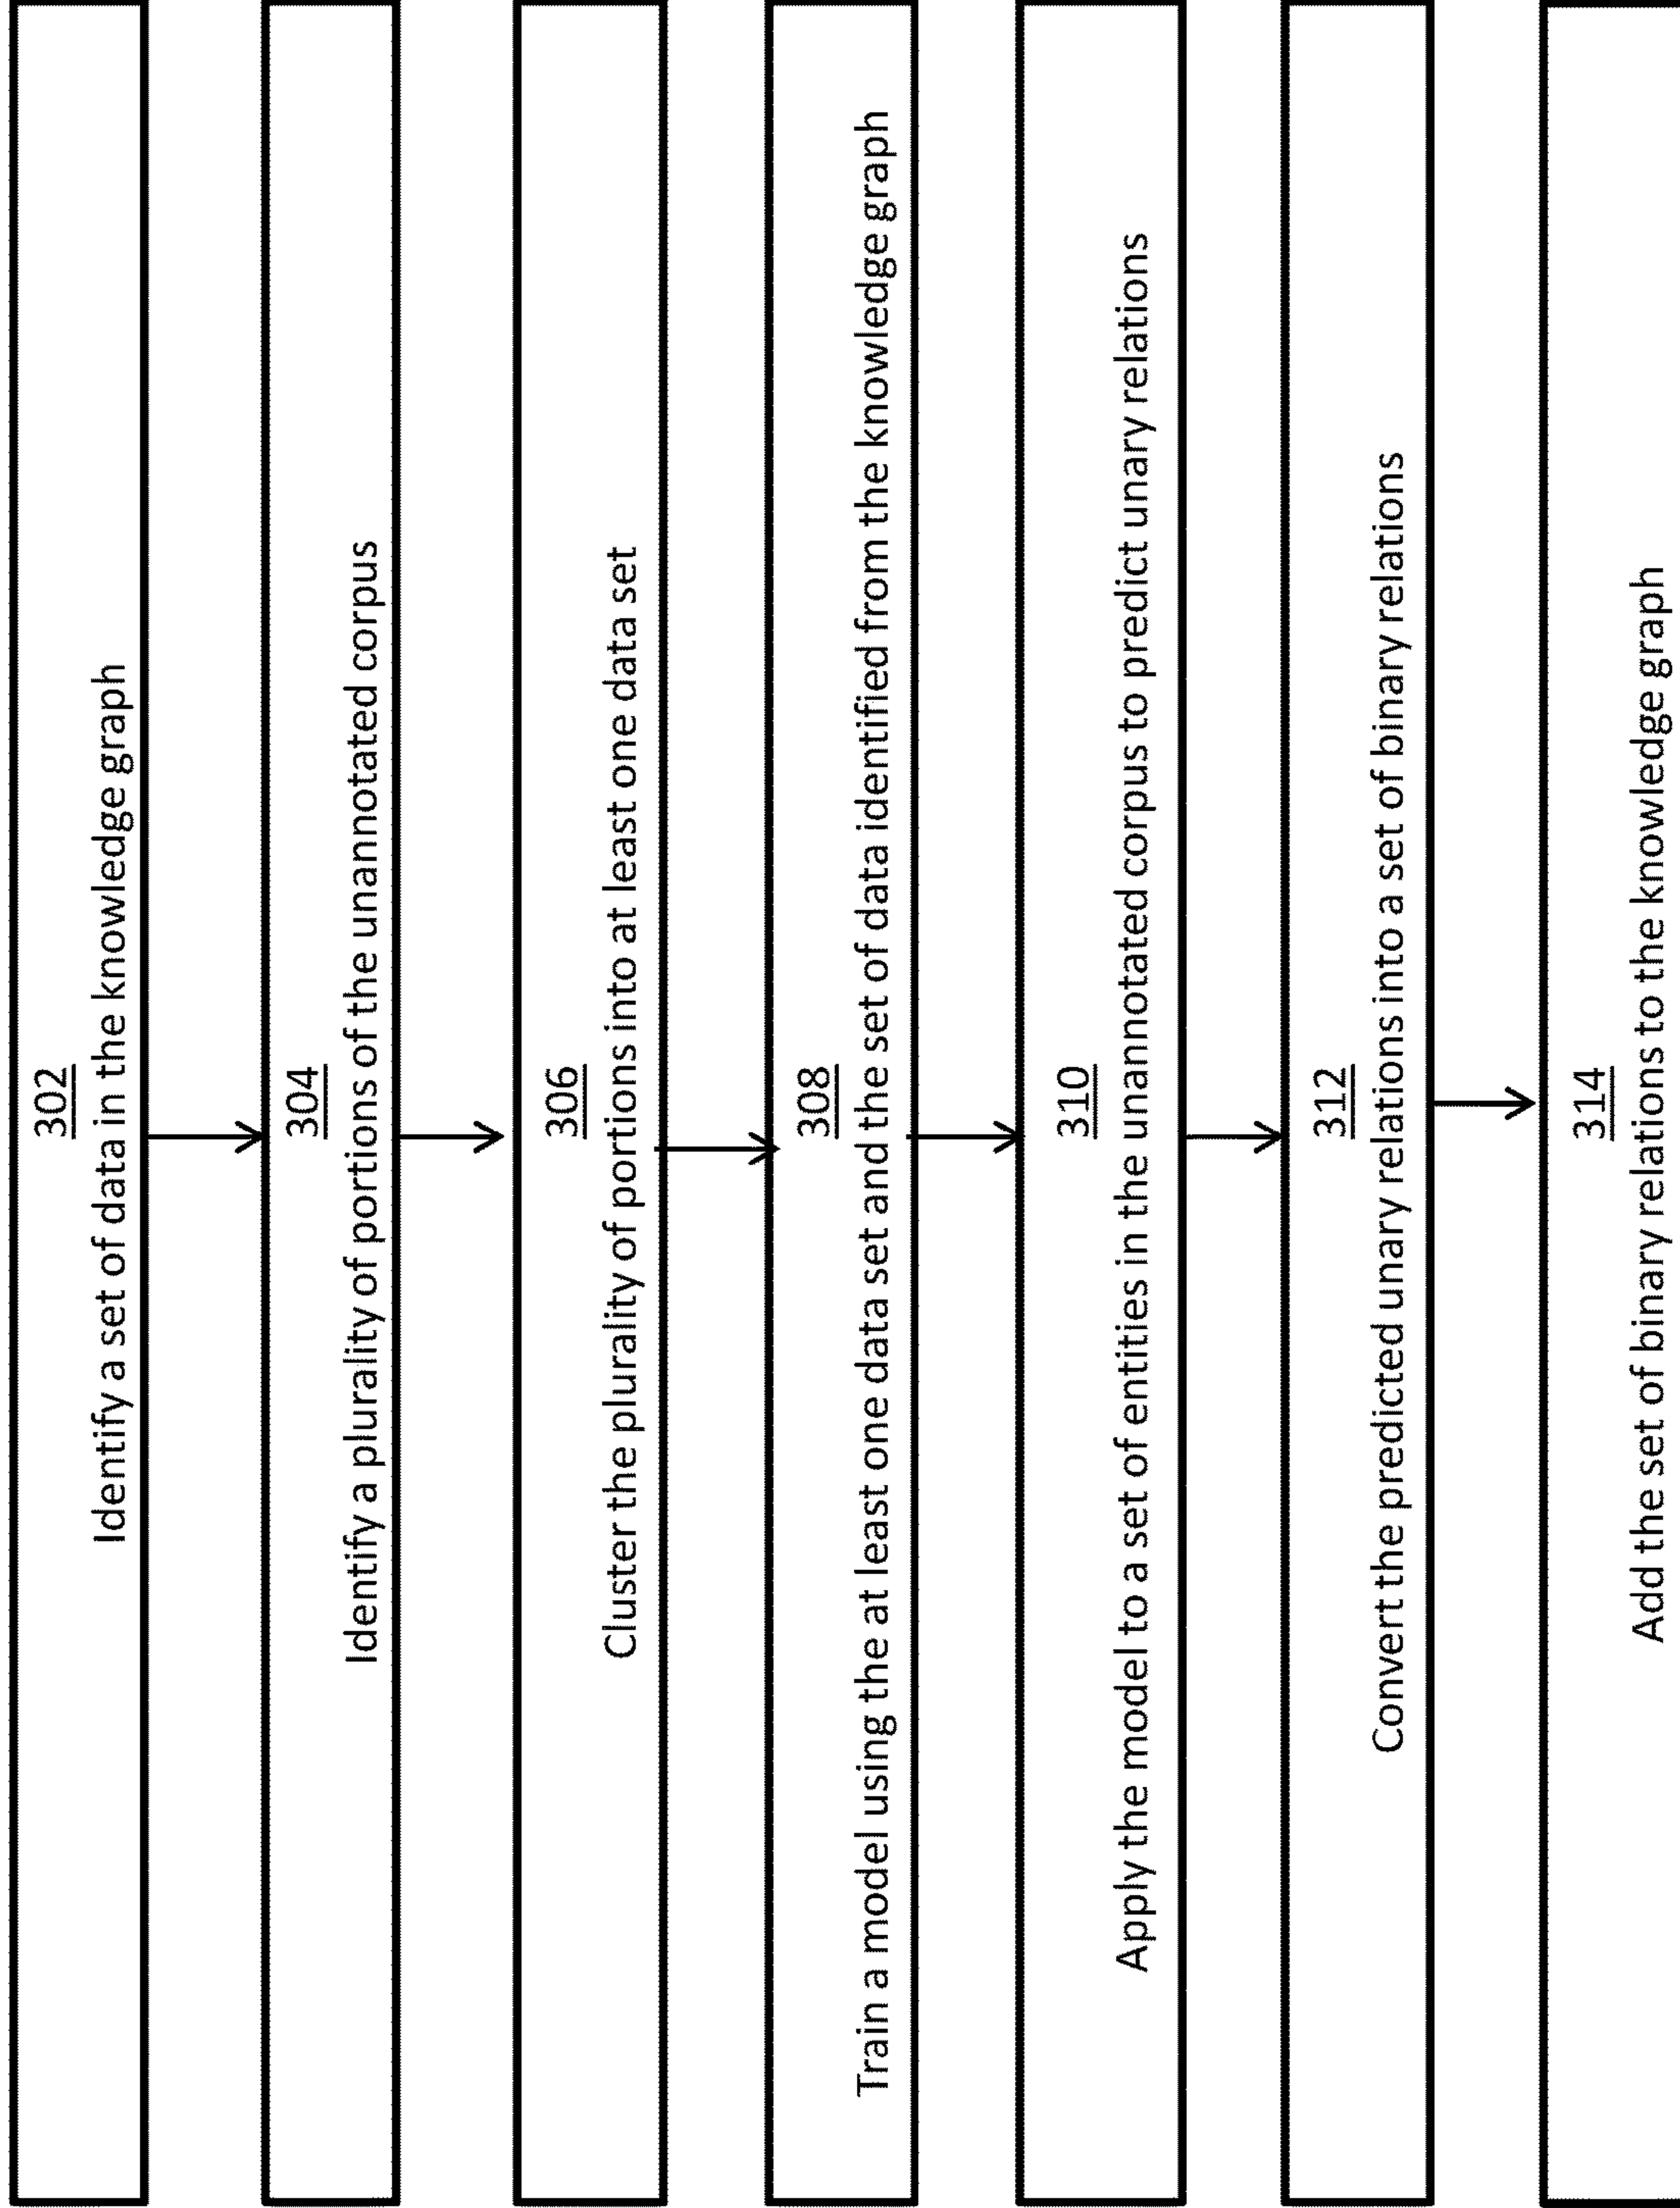 302
Identify a set of data in the knowledge graph
304
Identify a plurality of portions of the unannotated corpus
306
Cluster the plurality of portions into at least one data set
308
Train a model using the at least one data set and the set of data identified from the knowledge graph
310
Apply the model to a set of entities in the unannotated corpus to predict unary relations
312
Convert the predicted unary relations into a set of binary relations
314
Add the set of binary relations to the knowledge graph